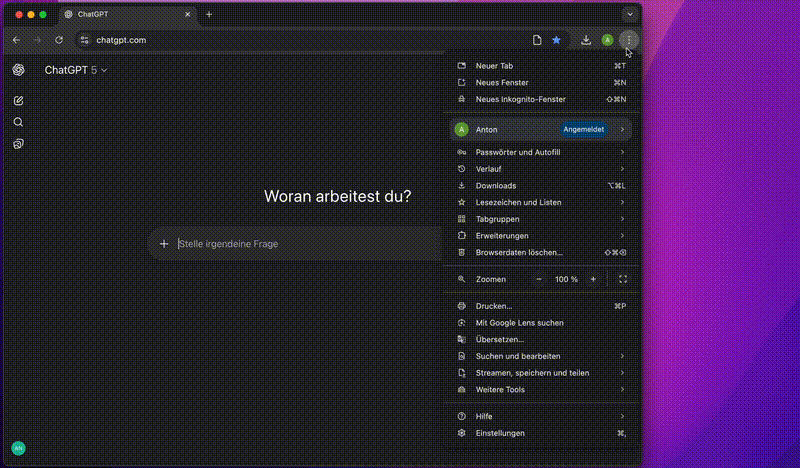 ChatGPT
chatgpt.com
A
ChatGPT 5
Woran arbeitest du?
Stelle irgendeine Frage
AN
Neuer Tab ⌘T
Neues Fenster ⌘N
Neues Inkognito-Fenster ⇧⌘N
A Anton Angemeldet
Passwörter und Autofill
Verlauf
Downloads ⌥⌘L
Lesezeichen und Listen
Tabgruppen
Erweiterungen
Browserdaten löschen... ⇧⌘⌫
Zoomen − 100 % +
Drucken... ⌘P
Mit Google Lens suchen
Übersetzen...
Suchen und bearbeiten
Streamen, speichern und teilen
Weitere Tools
Hilfe
Einstellungen ⌘,